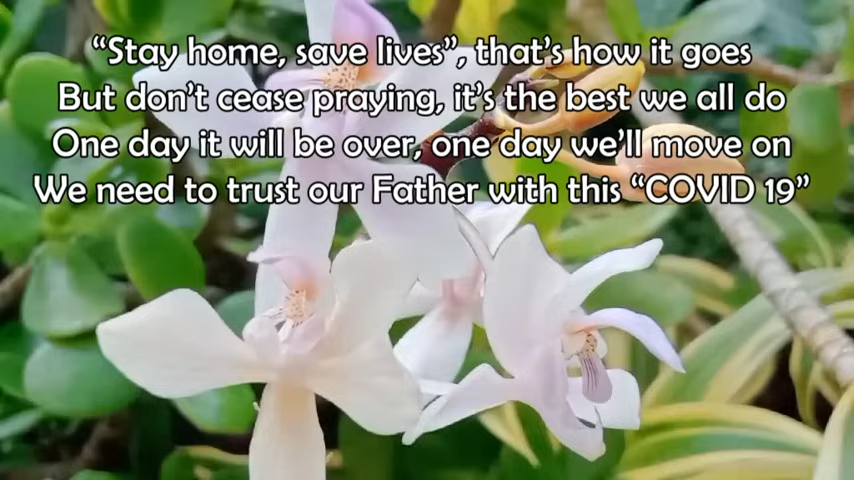 “Stay home, save lives”, that’s how it goes
But don’t cease praying, it’s the best we all do
One day it will be over, one day we’ll move on
We need to trust our Father with this “COVID 19”